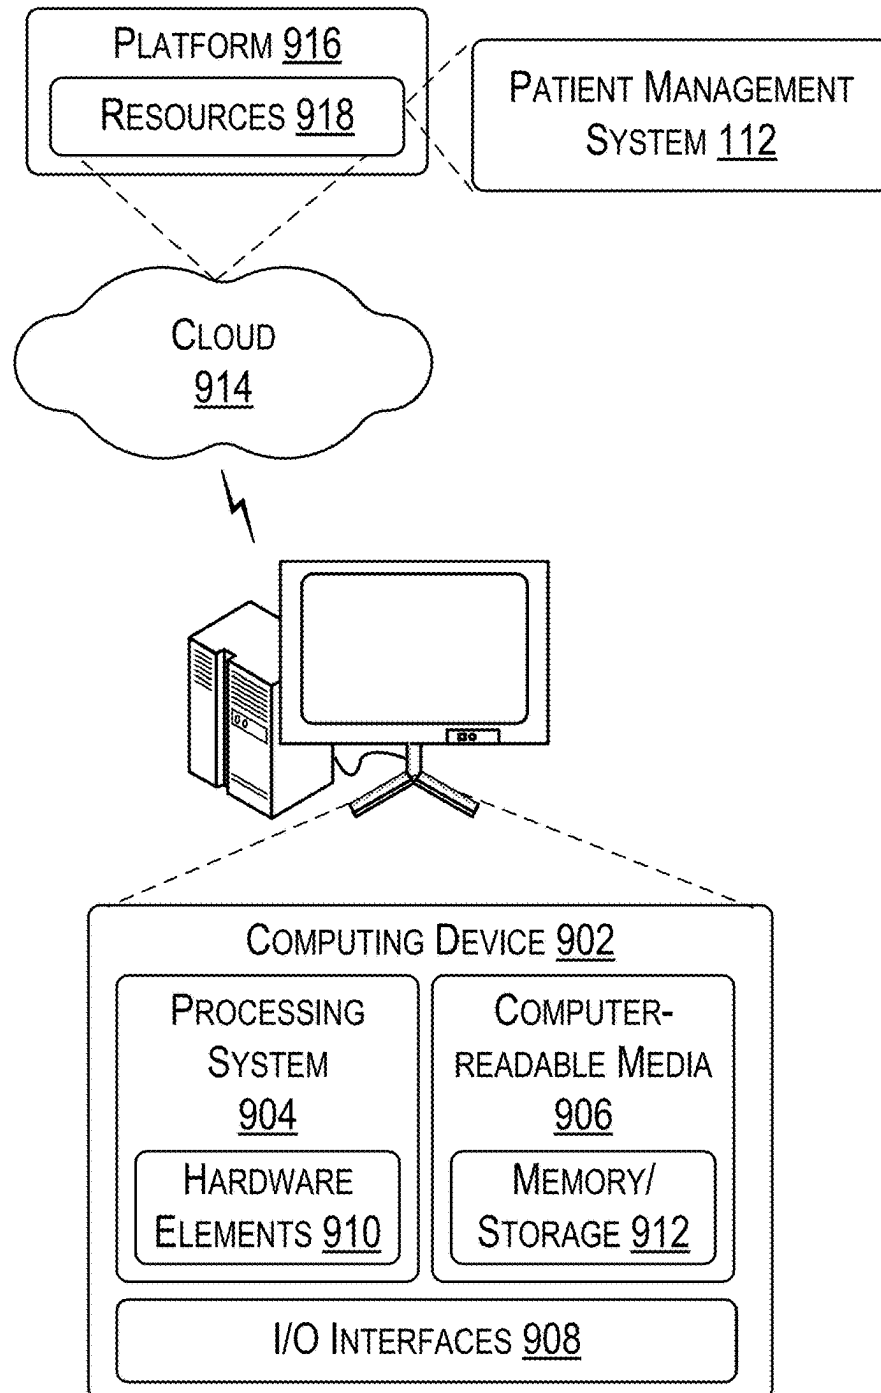 PLATFORM 916
RESOURCES 918
PATIENT MANAGEMENT
SYSTEM 112
CLOUD
914
COMPUTING DEVICE 902
PROCESSING
SYSTEM
904
HARDWARE
ELEMENTS 910
COMPUTER-
READABLE MEDIA
906
MEMORY/
STORAGE 912
I/O INTERFACES 908